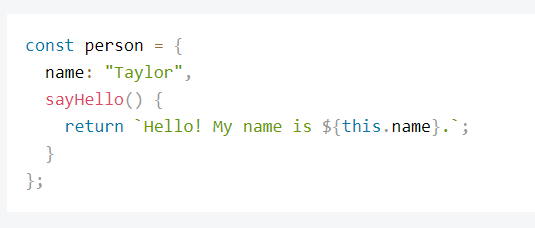 const person = {
  name: "Taylor",
  sayHello() {
    return `Hello! My name is ${this.name}.`;
  }
};